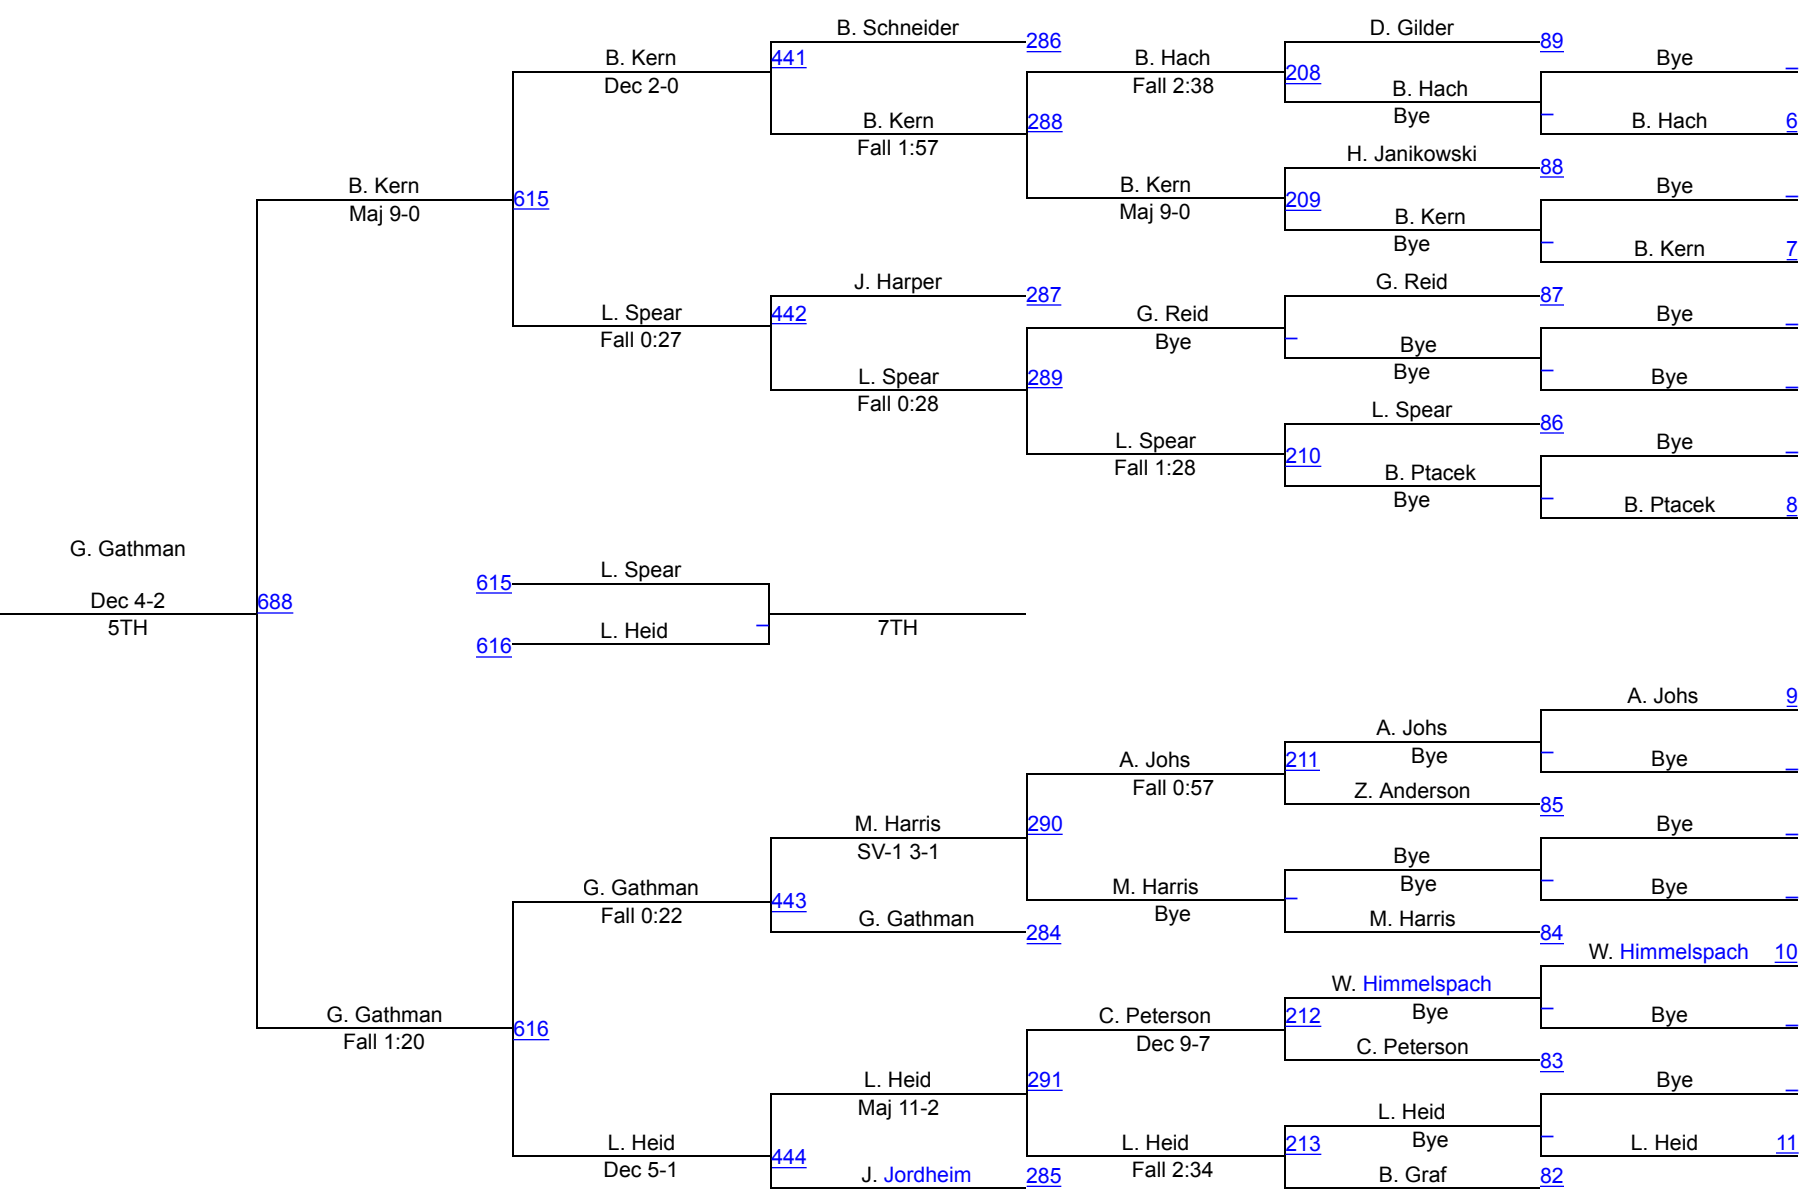 B. Schneider 286
D. Gilder 89
B. Kern 441
B. Hach
Bye
Dec 2-0
Fall 2:38
208
B. Hach
Bye
B. Kern 288
B. Hach 6
Fall 1:57
H. Janikowski 88
B. Kern 615
B. Kern 209
Bye
Maj 9-0
Maj 9-0
B. Kern
Bye
B. Kern 7
J. Harper 287
G. Reid 87
L. Spear 442
G. Reid
Bye
Fall 0:27
Bye
Bye
Bye
L. Spear 289
Bye
Fall 0:28
L. Spear 86
L. Spear 210
Bye
Fall 1:28
B. Ptacek
Bye
B. Ptacek 8
G. Gathman
615 L. Spear
Dec 4-2 688
5TH
616 L. Heid
7TH
A. Johs 9
A. Johs
Bye
A. Johs 211
Bye
Fall 0:57
Z. Anderson 85
M. Harris 290
Bye
SV-1 3-1
Bye
Bye
G. Gathman 443
M. Harris
Bye
Fall 0:22
Bye
G. Gathman 284
M. Harris 84
W. Himmelspach 10
W. Himmelspach
Bye
G. Gathman 616
C. Peterson 212
Bye
Fall 1:20
Dec 9-7
C. Peterson 83
L. Heid 291
Bye
Maj 11-2
L. Heid
Bye
L. Heid 444
L. Heid 213
L. Heid 11
Dec 5-1
Fall 2:34
J. Jordheim 285
B. Graf 82